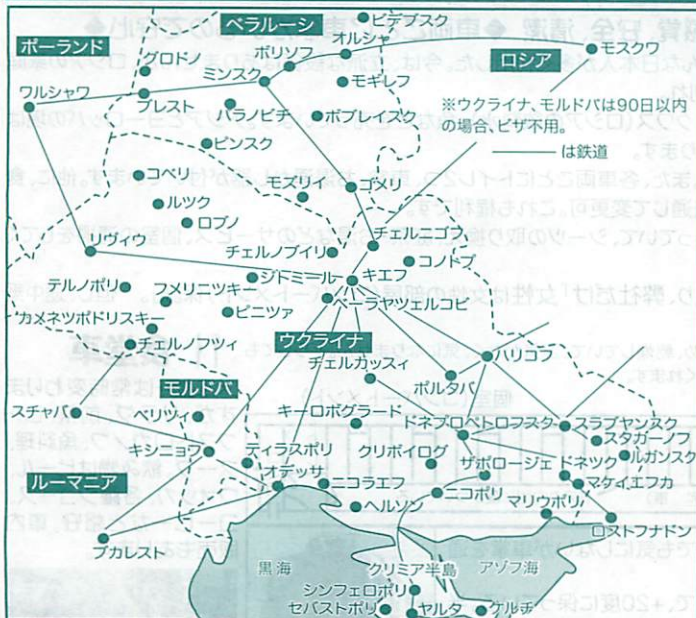 ベラルーシ
ビテブスク
オルシャ
ポーランド
グロドノ
ボリソフ
ロシア
モスクワ
ミンスク
モギレフ
ワルシャワ
ブレスト
バラノビチ
ボブレイスク
※ウクライナ、モルドバは90日以内
の場合、ビザ不用。
ピンスク
は鉄道
コベリ
モズリイ
ゴメリ
ルツク
ロブノ
チェルニゴフ
リヴィウ
チェルノブイリ
コノトプ
テルノポリ
フメリニツキー
ジトミール
キエフ
カメネツポドリスキー
ビニツァ
ベーラヤツェルコビ
チェルノフツィ
ウクライナ
チェルカッスィ
ハリコフ
モルドバ
ポルタバ
スチャバ
ベリツィ
キーロボグラード
ドネプロペトロフスク
スラブヤンスク
スタガーノフ
キシニョフ
ティラスポリ
クリボイログ
ザポロージェ
ドネツク
ルガンスク
ルーマニア
オデッサ
ニコラエフ
ニコポリ
マケイエフカ
ヘルソン
マリウポリ
ブカレスト
ロストフナドン
黒海
クリミア半島
アゾフ海
シンフェロポリ
セバストポリ
ヤルタ
ケルチ